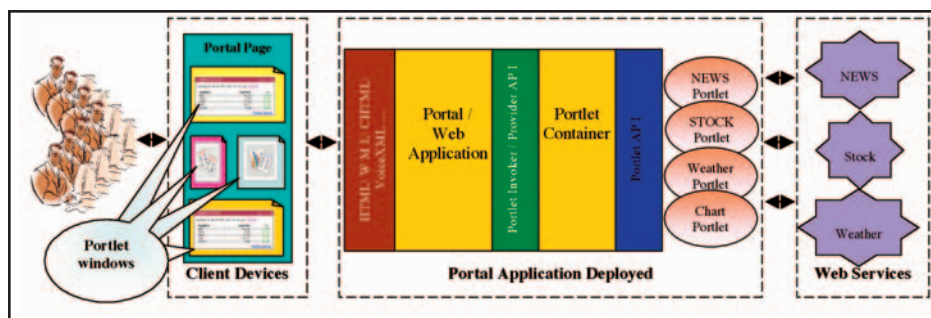 Portal Page
Portlet
windows
Client Devices
HTML/ W M L/ CHTML/
VoiceXML......
Portal /
Web
Application
Portlet Invoker / Provider AP I
Portlet
Container
Portlet AP I
NEWS
Portlet
STOCK
Portlet
Weather
Portlet
Chart
Portlet
Portal Application Deployed
NEWS
Stock
Weather
Web Services